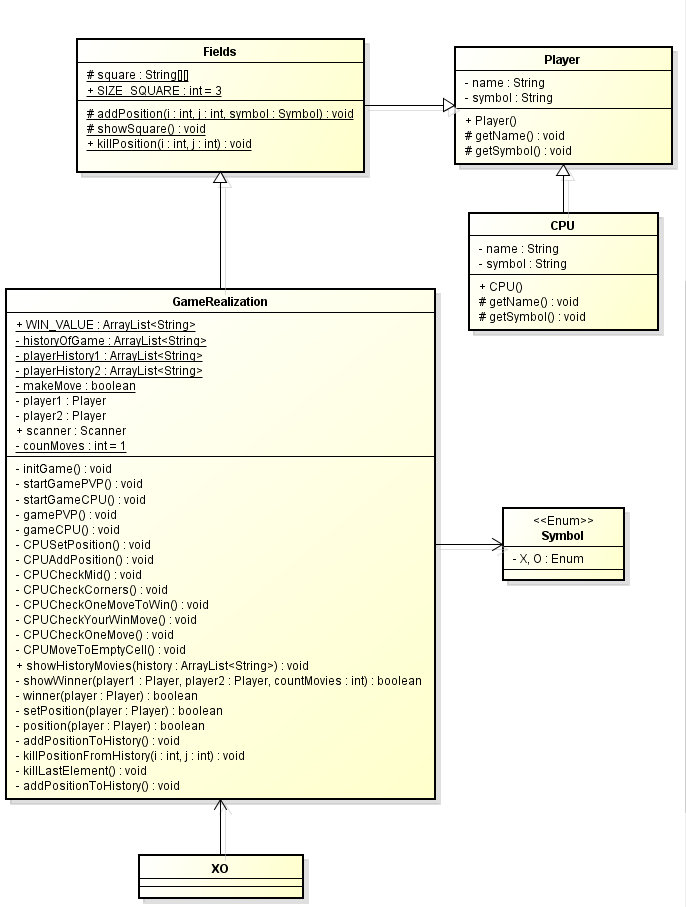 Fields
# square : String[][]
+ SIZE_SQUARE : int = 3
# addPosition(i : int, j : int, symbol : Symbol) : void
# showSquare() : void
+ killPosition(i : int, j : int) : void
Player
- name : String
- symbol : String
+ Player()
# getName() : void
# getSymbol() : void
CPU
- name : String
- symbol : String
+ CPU()
# getName() : void
# getSymbol() : void
GameRealization
+ WIN_VALUE : ArrayList<String>
- historyOfGame : ArrayList<String>
- playerHistory1 : ArrayList<String>
- playerHistory2 : ArrayList<String>
- makeMove : boolean
- player1 : Player
- player2 : Player
+ scanner : Scanner
- counMoves : int = 1
- initGame() : void
- startGamePVP() : void
- startGameCPU() : void
- gamePVP() : void
- gameCPU() : void
- CPUSetPosition() : void
- CPUAddPosition() : void
- CPUCheckMid() : void
- CPUCheckCorners() : void
- CPUCheckOneMoveToWin() : void
- CPUCheckYourWinMove() : void
- CPUCheckOneMove() : void
- CPUMoveToEmptyCell() : void
+ showHistoryMovies(history : ArrayList<String>) : void
- showWinner(player1 : Player, player2 : Player, countMovies : int) : boolean
- winner(player : Player) : boolean
- setPosition(player : Player) : boolean
- position(player : Player) : boolean
- addPositionToHistory() : void
- killPositionFromHistory(i : int, j : int) : void
- killLastElement() : void
- addPositionToHistory() : void
<<Enum>>
Symbol
- X, O : Enum
XO